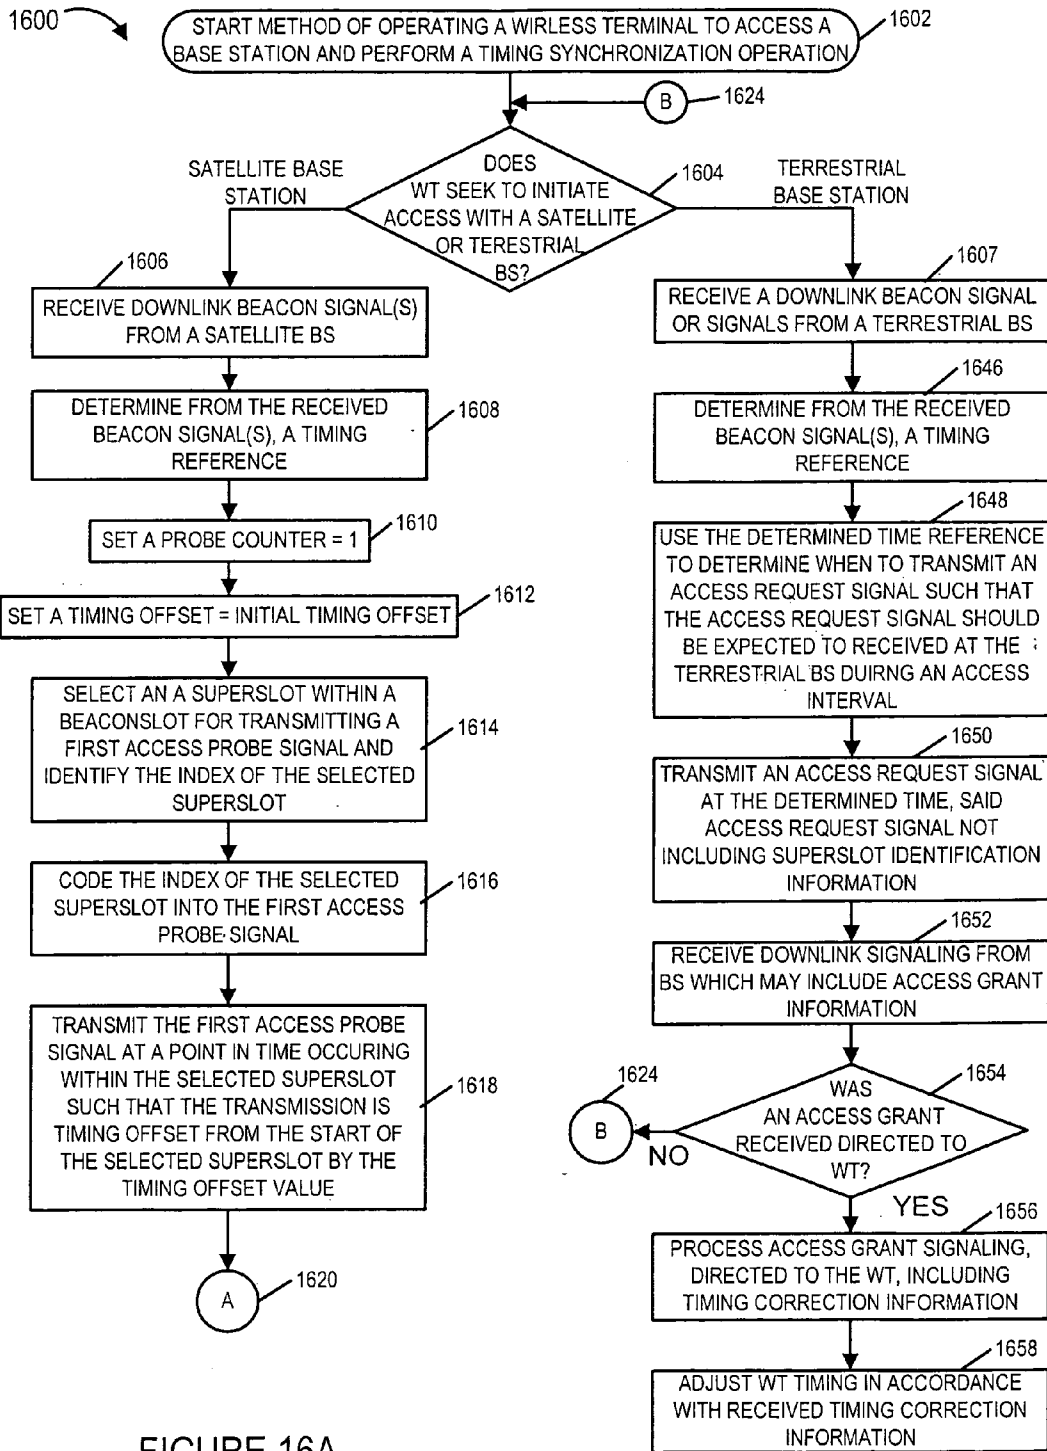 1600
START METHOD OF OPERATING A WIRLESS TERMINAL TO ACCESS A
BASE STATION AND PERFORM A TIMING SYNCHRONIZATION OPERATION
1602
B
1624
DOES
WT SEEK TO INITIATE
ACCESS WITH A SATELLITE
OR TERESTRIAL
BS?
1604
SATELLITE BASE
STATION
TERRESTRIAL
BASE STATION
1606
RECEIVE DOWNLINK BEACON SIGNAL(S)
FROM A SATELLITE BS
DETERMINE FROM THE RECEIVED
BEACON SIGNAL(S), A TIMING
REFERENCE
1608
SET A PROBE COUNTER = 1
1610
SET A TIMING OFFSET = INITIAL TIMING OFFSET
1612
SELECT AN A SUPERSLOT WITHIN A
BEACONSLOT FOR TRANSMITTING A
FIRST ACCESS PROBE SIGNAL AND
IDENTIFY THE INDEX OF THE SELECTED
SUPERSLOT
1614
CODE THE INDEX OF THE SELECTED
SUPERSLOT INTO THE FIRST ACCESS
PROBE SIGNAL
1616
TRANSMIT THE FIRST ACCESS PROBE
SIGNAL AT A POINT IN TIME OCCURING
WITHIN THE SELECTED SUPERSLOT
SUCH THAT THE TRANSMISSION IS
TIMING OFFSET FROM THE START OF
THE SELECTED SUPERSLOT BY THE
TIMING OFFSET VALUE
1618
A
1620
1607
RECEIVE A DOWNLINK BEACON SIGNAL
OR SIGNALS FROM A TERRESTRIAL BS
1646
DETERMINE FROM THE RECEIVED
BEACON SIGNAL(S), A TIMING
REFERENCE
1648
USE THE DETERMINED TIME REFERENCE
TO DETERMINE WHEN TO TRANSMIT AN
ACCESS REQUEST SIGNAL SUCH THAT
THE ACCESS REQUEST SIGNAL SHOULD
BE EXPECTED TO RECEIVED AT THE
TERRESTRIAL BS DUIRNG AN ACCESS
INTERVAL
1650
TRANSMIT AN ACCESS REQUEST SIGNAL
AT THE DETERMINED TIME, SAID
ACCESS REQUEST SIGNAL NOT
INCLUDING SUPERSLOT IDENTIFICATION
INFORMATION
1652
RECEIVE DOWNLINK SIGNALING FROM
BS WHICH MAY INCLUDE ACCESS GRANT
INFORMATION
1654
WAS
AN ACCESS GRANT
RECEIVED DIRECTED TO
WT?
1624
B
NO
YES
1656
PROCESS ACCESS GRANT SIGNALING,
DIRECTED TO THE WT, INCLUDING
TIMING CORRECTION INFORMATION
1658
ADJUST WT TIMING IN ACCORDANCE
WITH RECEIVED TIMING CORRECTION
INFORMATION
FIGURE 16A